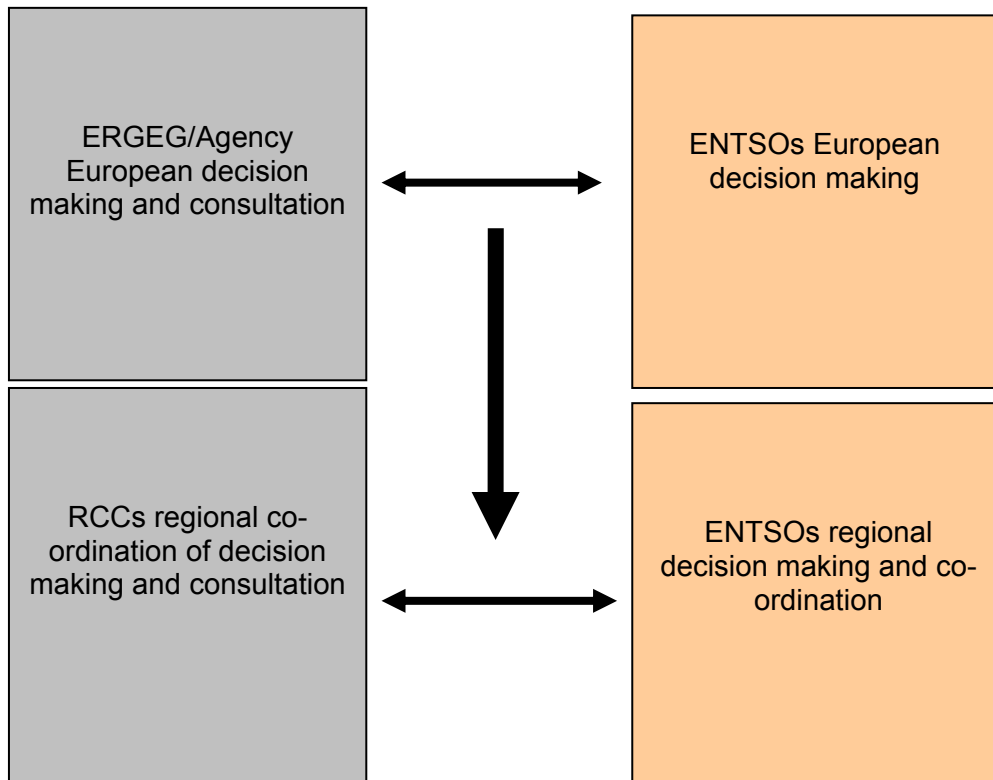 ERGEG/Agency
European decision
making and consultation
ENTSOs European
decision making
RCCs regional co-
ordination of decision
making and consultation
ENTSOs regional
decision making and co-
ordination